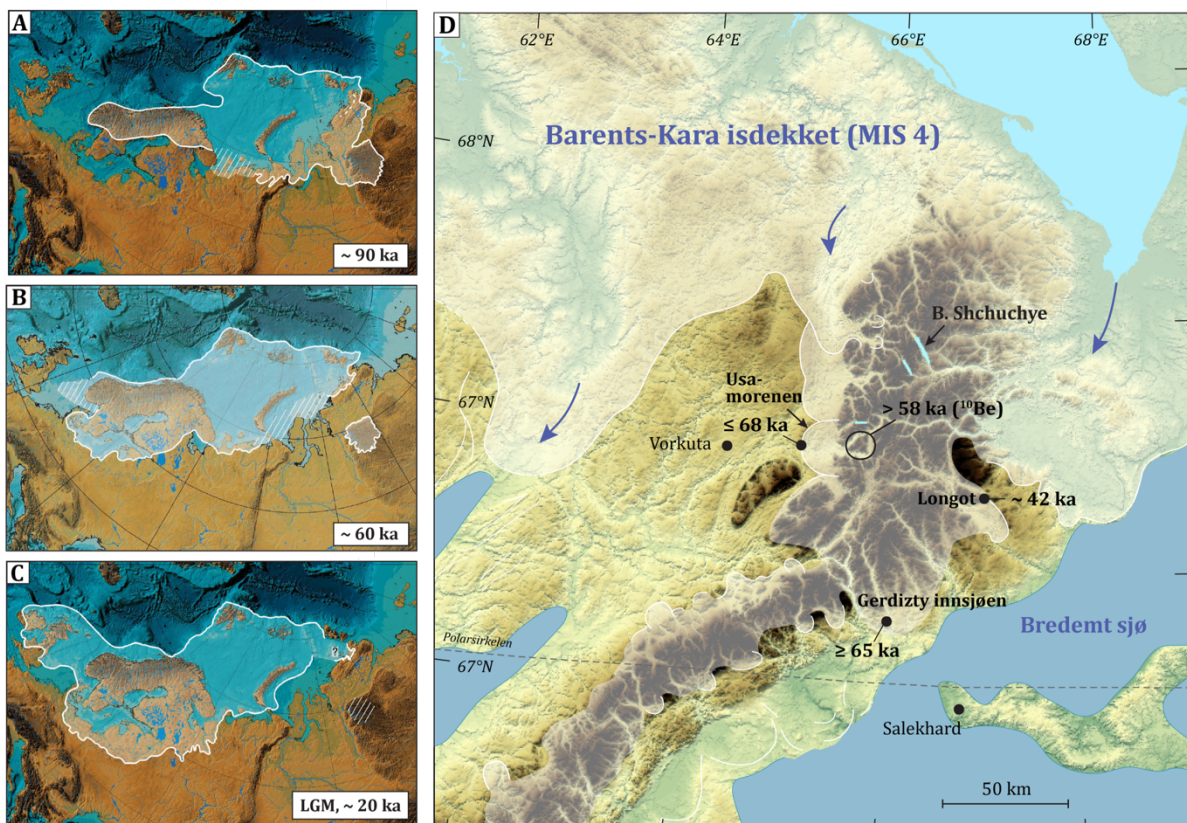 A
~ 90 ka
B
~ 60 ka
C
?
LGM, ~ 20 ka
D
62°E
64°E
66°E
68°E
68°N
Barents-Kara isdekket (MIS 4)
B. Shchuchye
67°N
Usa-
morenen
≤ 68 ka
> 58 ka (¹⁰Be)
Vorkuta
Longot
~ 42 ka
Gerdizty innsjøen
≥ 65 ka
Bredemt sjø
Polarsirkelen
67°N
Salekhard
50 km